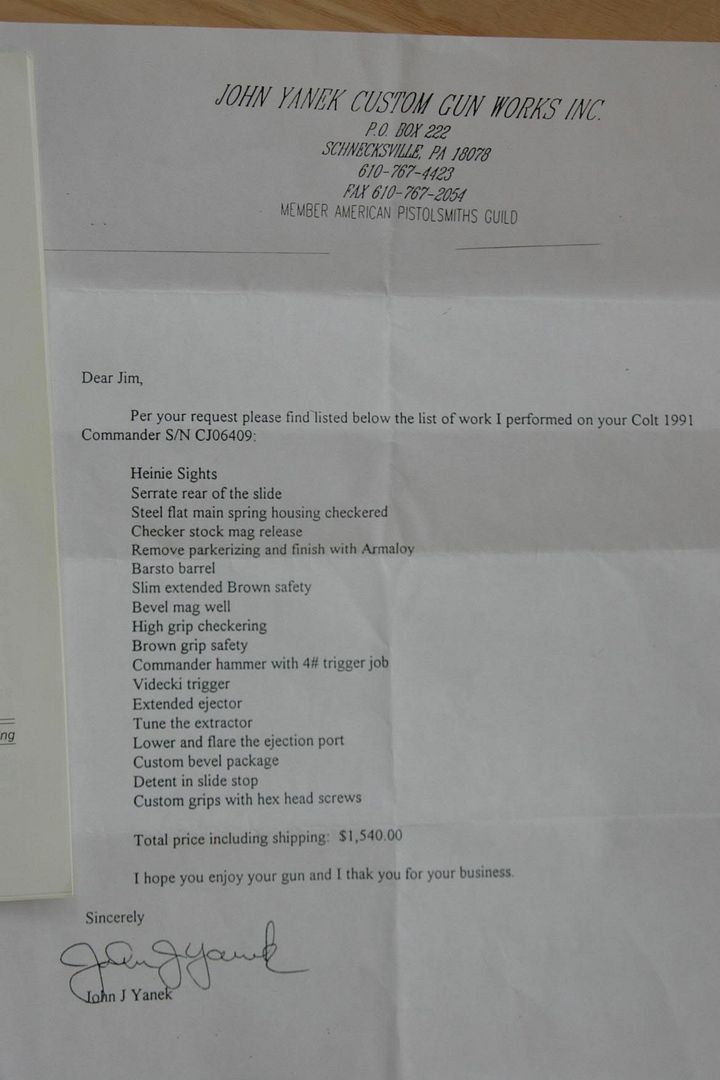 JOHN YANEK CUSTOM GUN WORKS INC.
P.O. BOX 222
SCHNECKSVILLE, PA 18078
610-767-4423
FAX 610-767-2054
MEMBER AMERICAN PISTOLSMITHS GUILD
Dear Jim,
Per your request please find listed below the list of work I performed on your Colt 1991
Commander S/N CJ06409:
Heinie Sights
Serrate rear of the slide
Steel flat main spring housing checkered
Checker stock mag release
Remove parkerizing and finish with Armaloy
Barsto barrel
Slim extended Brown safety
Bevel mag well
High grip checkering
Brown grip safety
Commander hammer with 4# trigger job
Videcki trigger
Extended ejector
Tune the extractor
Lower and flare the ejection port
ng
Custom bevel package
Detent in slide stop
Custom grips with hex head screws
Total price including shipping: $1,540.00
I hope you enjoy your gun and I thak you for your business.
Sincerely
John J Yanek
John J Yanek